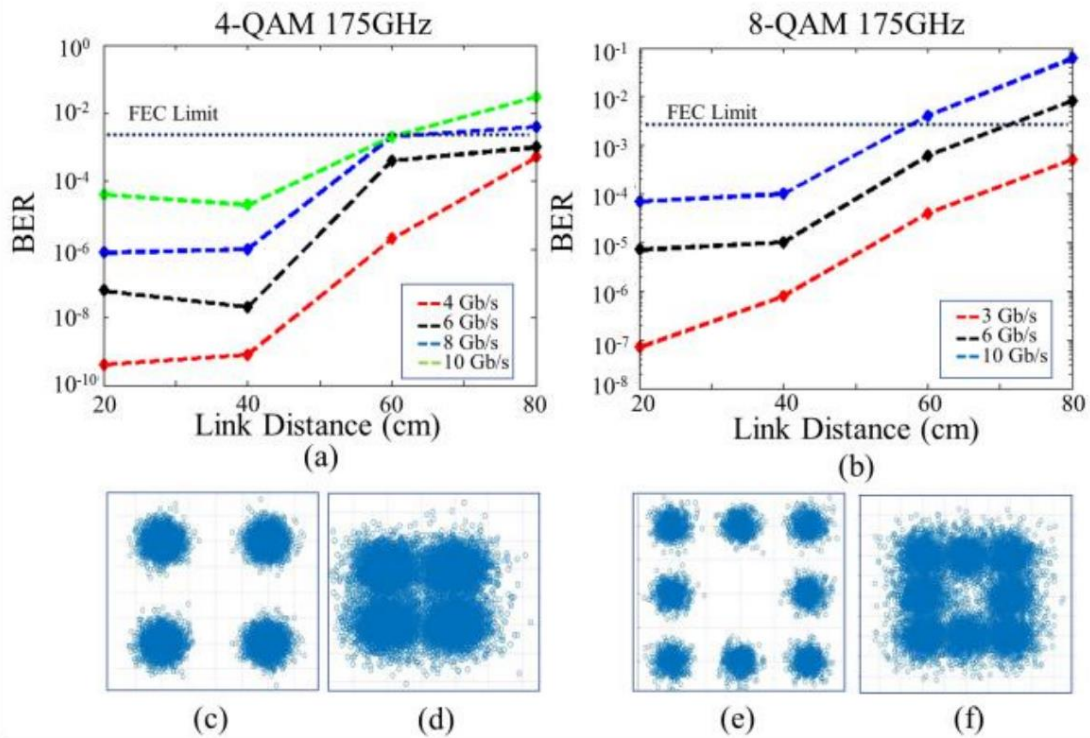 4-QAM 175GHz
10^0
10^-2
10^-4
10^-6
10^-8
10^-10
BER
FEC Limit
4 Gb/s
6 Gb/s
8 Gb/s
10 Gb/s
20 40 60 80
Link Distance (cm)
(a)
8-QAM 175GHz
10^-1
10^-2
10^-3
10^-4
10^-5
10^-6
10^-7
10^-8
BER
FEC Limit
3 Gb/s
6 Gb/s
10 Gb/s
20 40 60 80
Link Distance (cm)
(b)
(c) (d) (e) (f)